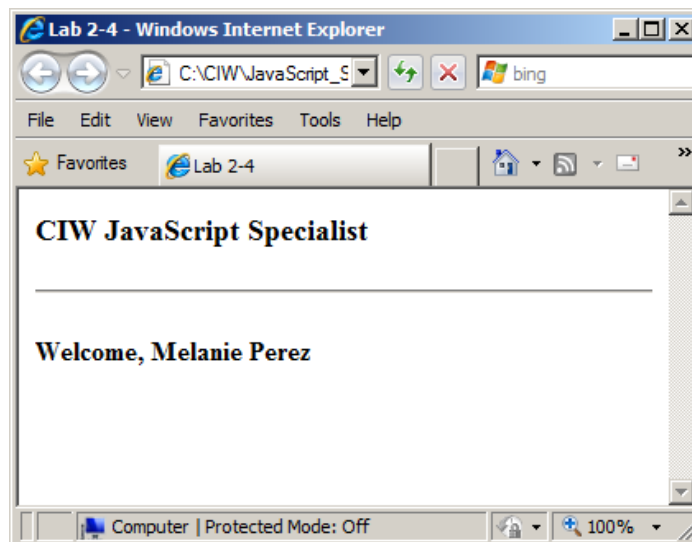 Lab 2-4 - Windows Internet Explorer
C:\CIW\JavaScript_S bing
File Edit View Favorites Tools Help
Favorites Lab 2-4 »
CIW JavaScript Specialist
Welcome, Melanie Perez
Computer | Protected Mode: Off 100%